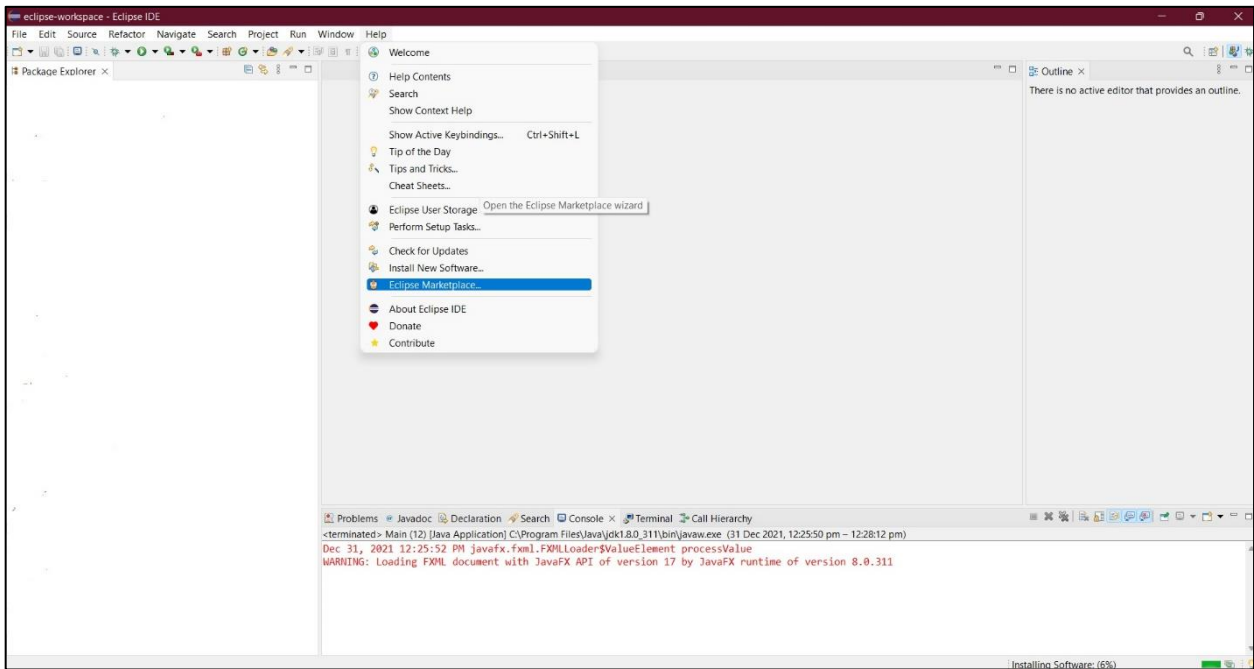 eclipse-workspace - Eclipse IDE
File Edit Source Refactor Navigate Search Project Run Window Help
Package Explorer
Welcome
Help Contents
Search
Show Context Help
Show Active Keybindings... Ctrl+Shift+L
Tip of the Day
Tips and Tricks...
Cheat Sheets...
Eclipse User Storage
Open the Eclipse Marketplace wizard
Perform Setup Tasks...
Check for Updates
Install New Software...
Eclipse Marketplace...
About Eclipse IDE
Donate
Contribute
Outline
There is no active editor that provides an outline.
Problems Javadoc Declaration Search Console Terminal Call Hierarchy
<terminated> Main (12) [Java Application] C:\Program Files\Java\jdk1.8.0_311\bin\javaw.exe (31 Dec 2021, 12:25:50 pm – 12:28:12 pm)
Dec 31, 2021 12:25:52 PM javafx.fxml.FXMLLoader$ValueElement processValue
WARNING: Loading FXML document with JavaFX API of version 17 by JavaFX runtime of version 8.0.311
Installing Software: (6%)